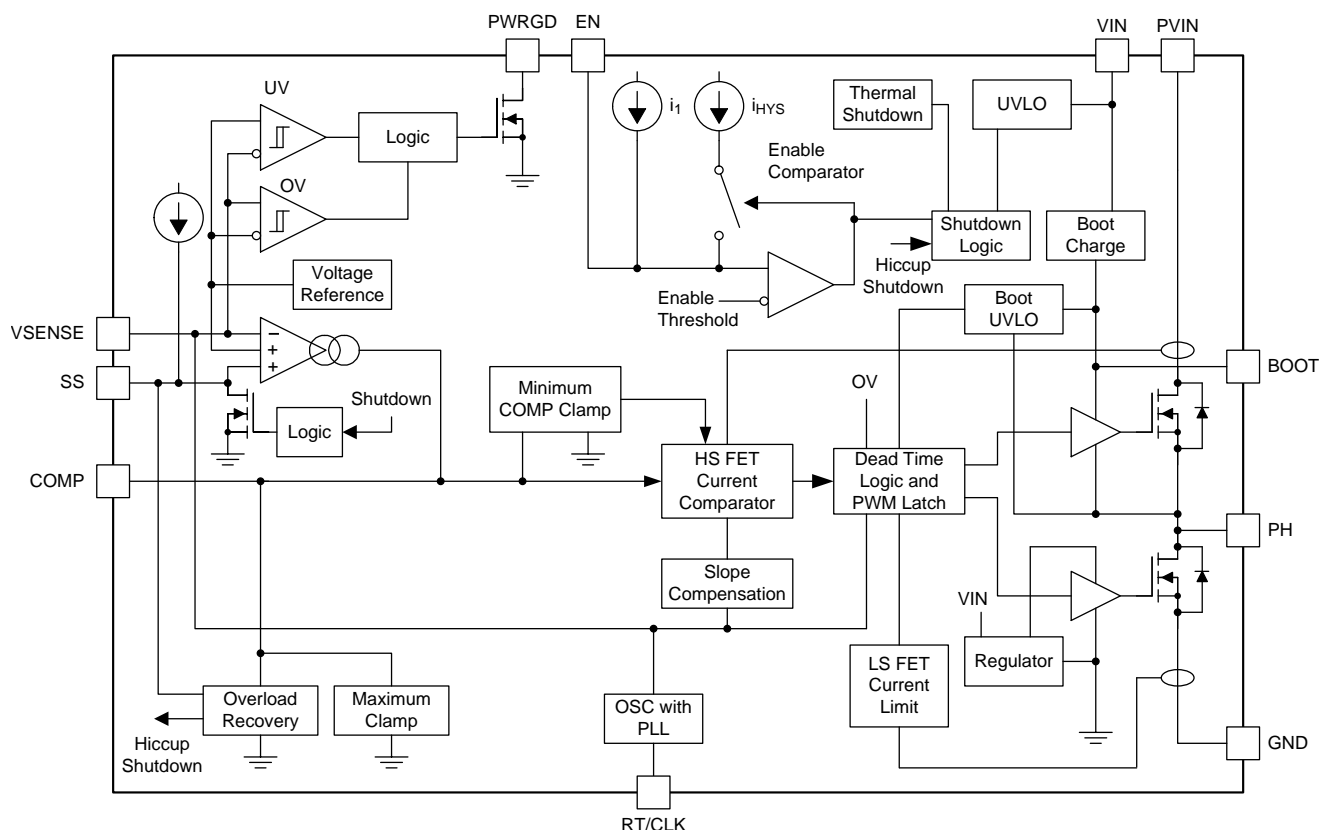 PWRGD
EN
VIN
PVIN
UV
i1
iHYS
Thermal
Shutdown
UVLO
Logic
Enable
Comparator
OV
Shutdown
Logic
Boot
Charge
Hiccup
Shutdown
Voltage
Reference
Enable
Threshold
Boot
UVLO
VSENSE
−
+
+
SS
BOOT
Shutdown
Logic
Minimum
COMP Clamp
OV
COMP
HS FET
Current
Comparator
Dead Time
Logic and
PWM Latch
PH
Slope
Compensation
VIN
Regulator
LS FET
Current
Limit
Overload
Recovery
Maximum
Clamp
OSC with
PLL
Hiccup
Shutdown
GND
RT/CLK